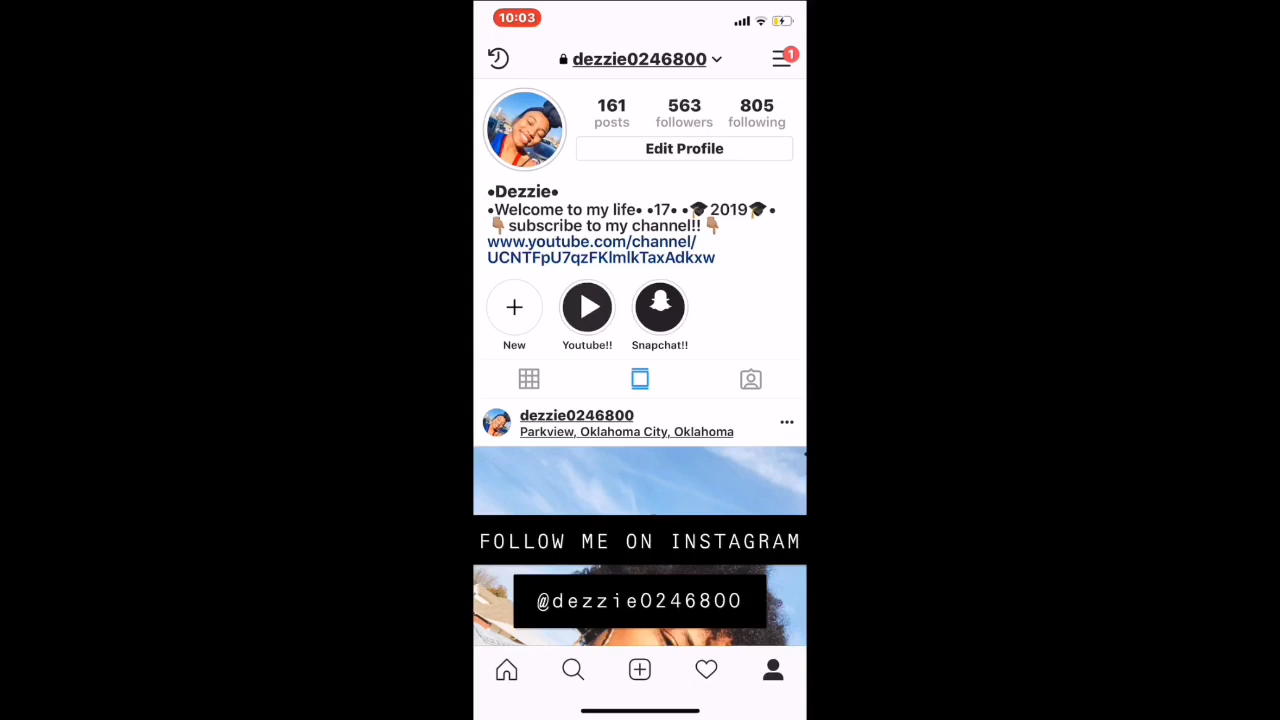 10:03
dezzie0246800
1
161 563 805
posts followers following
Edit Profile
•Dezzie•
•Welcome to my life• •17• •🎓2019🎓•
👇🏽subscribe to my channel!!👇🏽
www.youtube.com/channel/
UCNTFpU7qzFKlmlkTaxAdkxw
New Youtube!! Snapchat!!
dezzie0246800
Parkview, Oklahoma City, Oklahoma
FOLLOW ME ON INSTAGRAM
@dezzie0246800